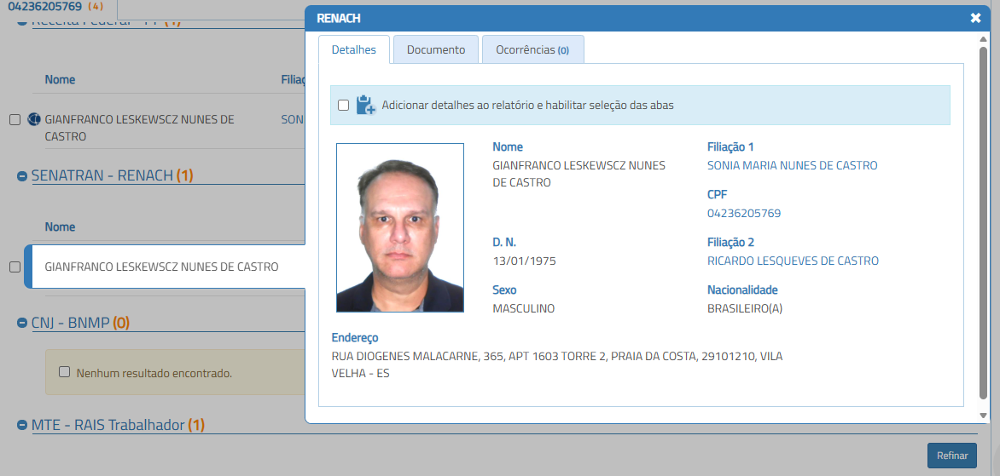 04236205769 (4)
Receita Federal - PF (1)
Nome
Filiaç
GIANFRANCO LESKEWSCZ NUNES DE
CASTRO
SON
SENATRAN - RENACH (1)
Nome
GIANFRANCO LESKEWSCZ NUNES DE CASTRO
CNJ - BNMP (0)
Nenhum resultado encontrado.
MTE - RAIS Trabalhador (1)
RENACH
Detalhes
Documento
Ocorrências (0)
Adicionar detalhes ao relatório e habilitar seleção das abas
Nome
GIANFRANCO LESKEWSCZ NUNES
DE CASTRO
Filiação 1
SONIA MARIA NUNES DE CASTRO
CPF
04236205769
D. N.
13/01/1975
Filiação 2
RICARDO LESQUEVES DE CASTRO
Sexo
MASCULINO
Nacionalidade
BRASILEIRO(A)
Endereço
RUA DIOGENES MALACARNE, 365, APT 1603 TORRE 2, PRAIA DA COSTA, 29101210, VILA
VELHA - ES
Refinar